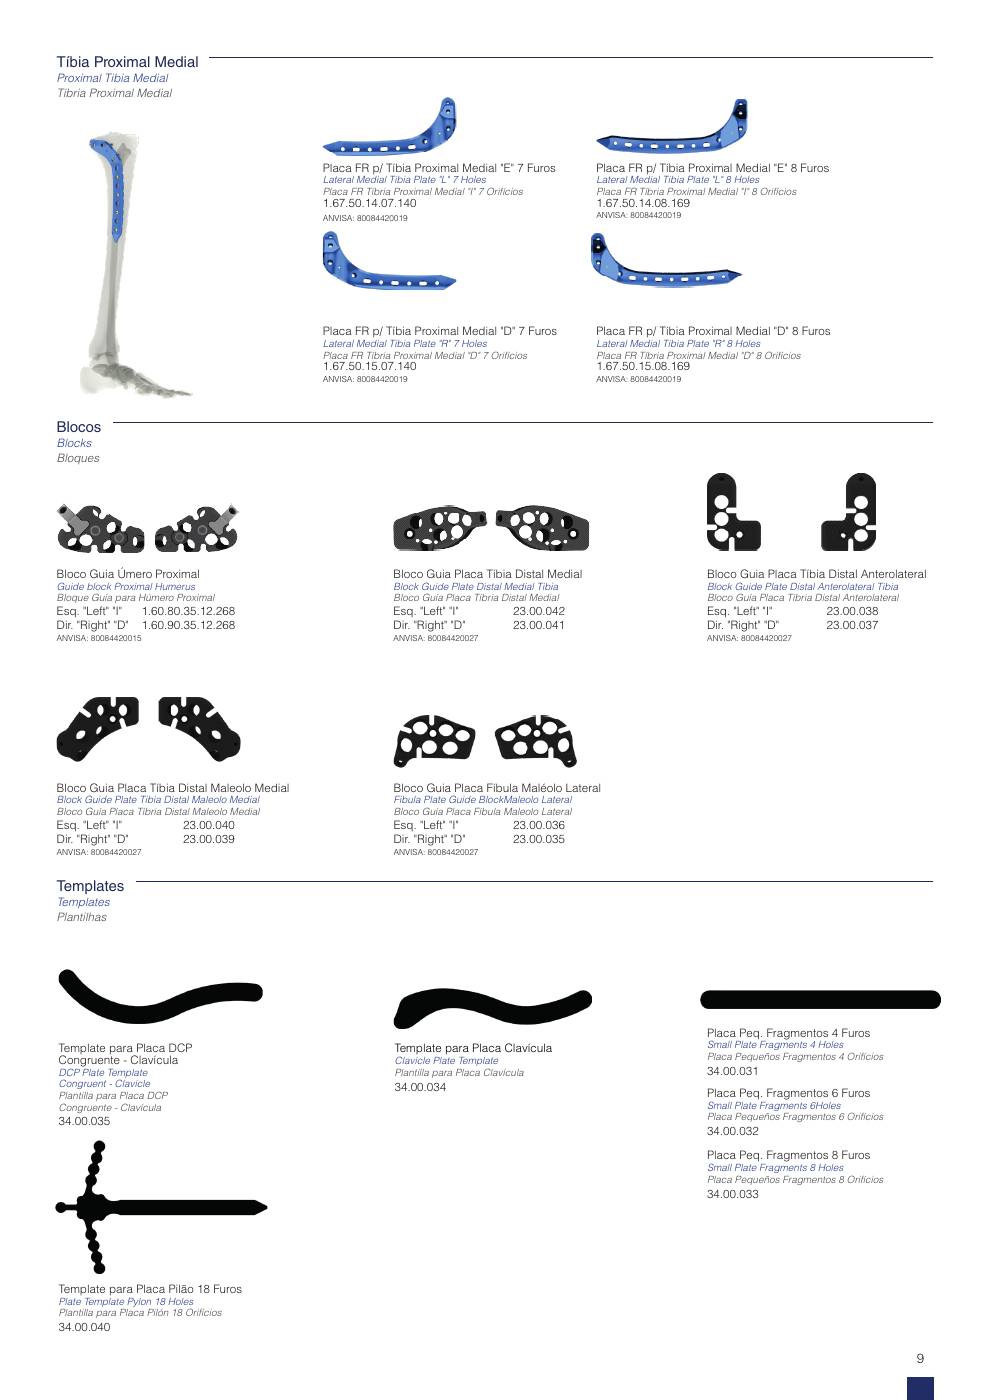 Tíbia Proximal Medial
Proximal Tibia Medial
Tibria Proximal Medial
Placa FR p/ Tíbia Proximal Medial "E" 7 Furos
Lateral Medial Tibia Plate "L" 7 Holes
Placa FR Tibria Proximal Medial "I" 7 Orifícios
1.67.50.14.07.140
ANVISA: 80084420019
Placa FR p/ Tíbia Proximal Medial "E" 8 Furos
Lateral Medial Tibia Plate "L" 8 Holes
Placa FR Tibria Proximal Medial "I" 8 Orifícios
1.67.50.14.08.169
ANVISA: 80084420019
Placa FR p/ Tíbia Proximal Medial "D" 7 Furos
Lateral Medial Tibia Plate "R" 7 Holes
Placa FR Tibria Proximal Medial "D" 7 Orifícios
1.67.50.15.07.140
ANVISA: 80084420019
Placa FR p/ Tíbia Proximal Medial "D" 8 Furos
Lateral Medial Tibia Plate "R" 8 Holes
Placa FR Tibria Proximal Medial "D" 8 Orifícios
1.67.50.15.08.169
ANVISA: 80084420019
Blocos
Blocks
Bloques
Bloco Guia Úmero Proximal
Guide block Proximal Humerus
Bloque Guía para Húmero Proximal
Esq. "Left" "I" 1.60.80.35.12.268
Dir. "Right" "D" 1.60.90.35.12.268
ANVISA: 80084420015
Bloco Guia Placa Tibia Distal Medial
Block Guide Plate Distal Medial Tibia
Bloco Guia Placa Tibria Distal Medial
Esq. "Left" "I" 23.00.042
Dir. "Right" "D" 23.00.041
ANVISA: 80084420027
Bloco Guia Placa Tíbia Distal Anterolateral
Block Guide Plate Distal Anterolateral Tibia
Bloco Guia Placa Tibria Distal Anterolateral
Esq. "Left" "I" 23.00.038
Dir. "Right" "D" 23.00.037
ANVISA: 80084420027
Bloco Guia Placa Tíbia Distal Maleolo Medial
Block Guide Plate Tibia Distal Maleolo Medial
Bloco Guia Placa Tibria Distal Maleolo Medial
Esq. "Left" "I" 23.00.040
Dir. "Right" "D" 23.00.039
ANVISA: 80084420027
Bloco Guia Placa Fíbula Maléolo Lateral
Fibula Plate Guide BlockMaleolo Lateral
Bloco Guia Placa Fibula Maleolo Lateral
Esq. "Left" "I" 23.00.036
Dir. "Right" "D" 23.00.035
ANVISA: 80084420027
Templates
Templates
Plantilhas
Template para Placa DCP
Congruente - Clavícula
DCP Plate Template
Congruent - Clavicle
Plantilla para Placa DCP
Congruente - Clavícula
34.00.035
Template para Placa Clavícula
Clavicle Plate Template
Plantilla para Placa Clavícula
34.00.034
Placa Peq. Fragmentos 4 Furos
Small Plate Fragments 4 Holes
Placa Pequeños Fragmentos 4 Orifícios
34.00.031
Placa Peq. Fragmentos 6 Furos
Small Plate Fragments 6Holes
Placa Pequeños Fragmentos 6 Orifícios
34.00.032
Placa Peq. Fragmentos 8 Furos
Small Plate Fragments 8 Holes
Placa Pequeños Fragmentos 8 Orifícios
34.00.033
Template para Placa Pilão 18 Furos
Plate Template Pylon 18 Holes
Plantilla para Placa Pilón 18 Orifícios
34.00.040
9